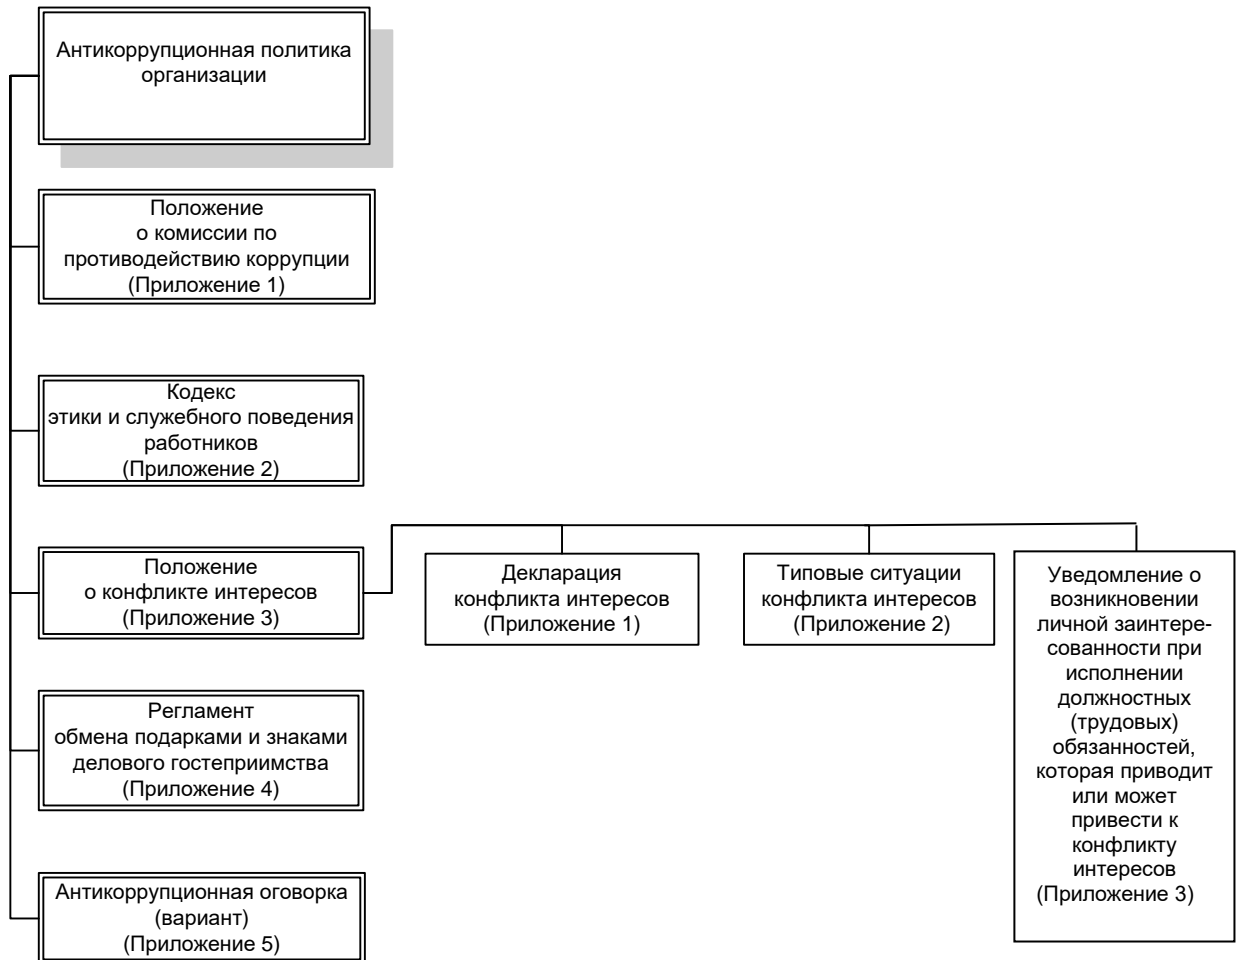 Антикоррупционная политика
организации
Положение
о комиссии по
противодействию коррупции
(Приложение 1)
Кодекс
этики и служебного поведения
работников
(Приложение 2)
Положение
о конфликте интересов
(Приложение 3)
Декларация
конфликта интересов
(Приложение 1)
Типовые ситуации
конфликта интересов
(Приложение 2)
Уведомление о
возникновении
личной заинтере-
сованности при
исполнении
должностных
(трудовых)
обязанностей,
которая приводит
или может
привести к
конфликту
интересов
(Приложение 3)
Регламент
обмена подарками и знаками
делового гостеприимства
(Приложение 4)
Антикоррупционная оговорка
(вариант)
(Приложение 5)